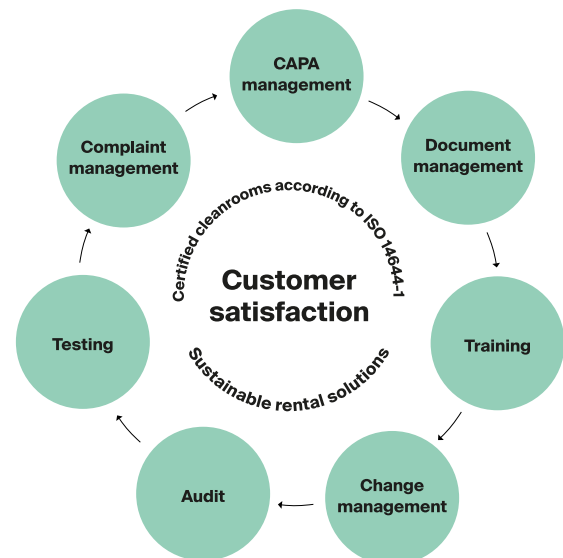 CAPA
management
Document
management
Training
Change
management
Audit
Testing
Complaint
management
Certified cleanrooms according to ISO 14644-1
Customer
satisfaction
Sustainable rental solutions